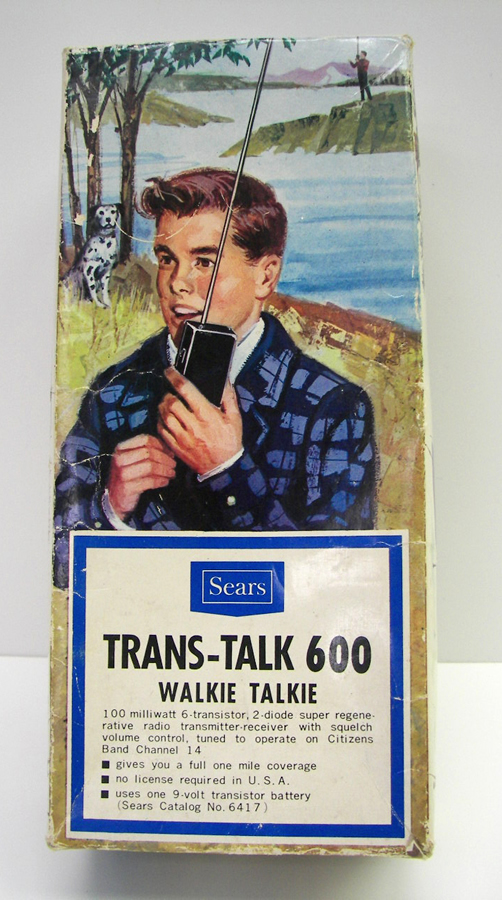 Sears
TRANS-TALK 600
WALKIE TALKIE
100 milliwatt 6-transistor, 2-diode super regene-
rative radio transmitter-receiver with squelch
volume control, tuned to operate on Citizens
Band Channel 14
■ gives you a full one mile coverage
■ no license required in U.S.A.
■ uses one 9-volt transistor battery
(Sears Catalog No. 6417)